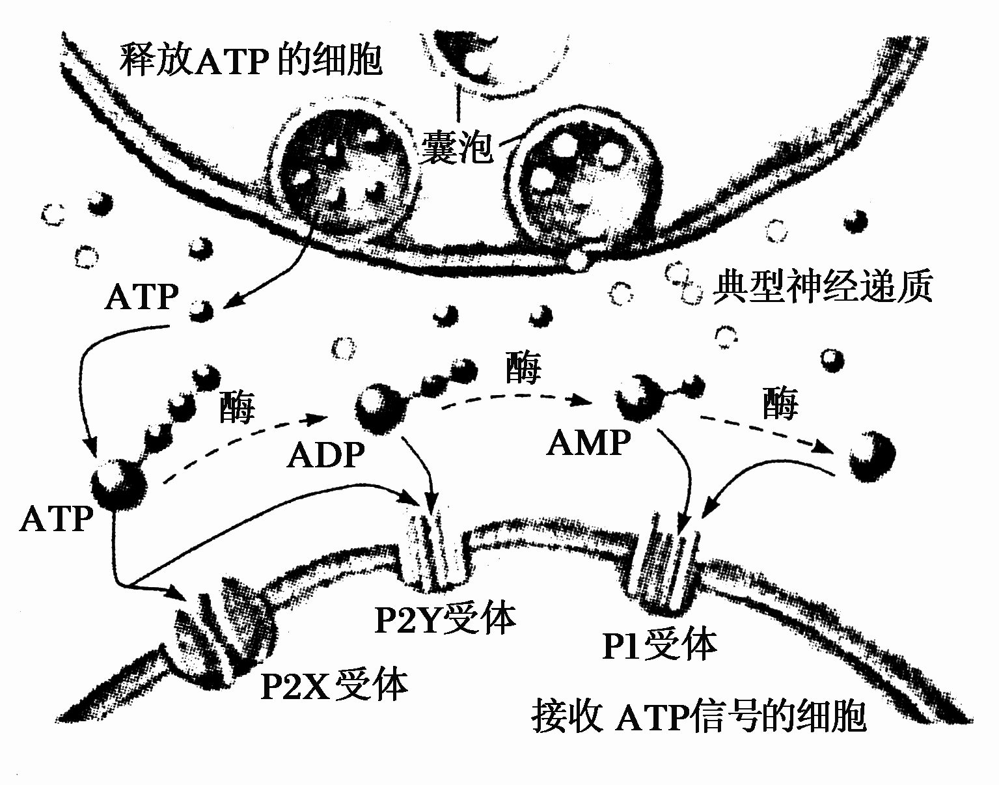 释放ATP的细胞
囊泡
典型神经递质
ATP
酶
酶
酶
ADP
AMP
ATP
P2Y受体
P1受体
P2X受体
接收 ATP信号的细胞